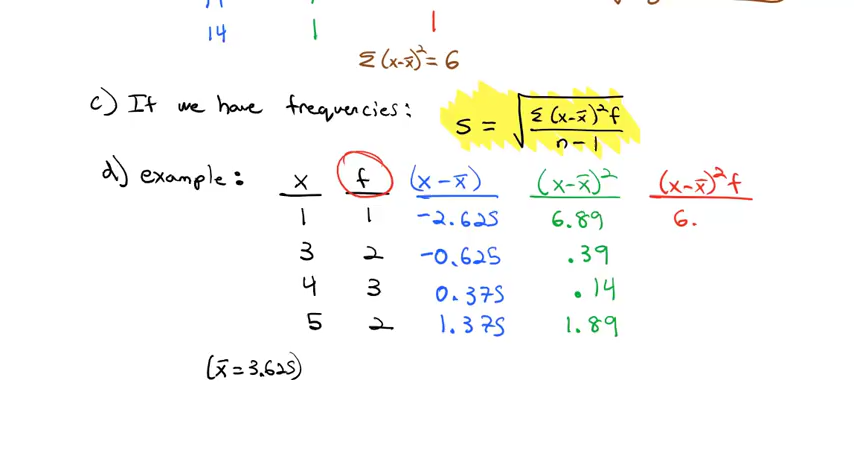 14 1 1
Σ(x-x̄)² = 6
c) If we have frequencies: s = √(Σ(x-x̄)²f / n-1)
d) example: x f (x-x̄) (x-x̄)² (x-x̄)²f
1 1 -2.625 6.89 6.
3 2 -0.625 .39
4 3 0.375 .14
5 2 1.375 1.89
(x̄ = 3.625)